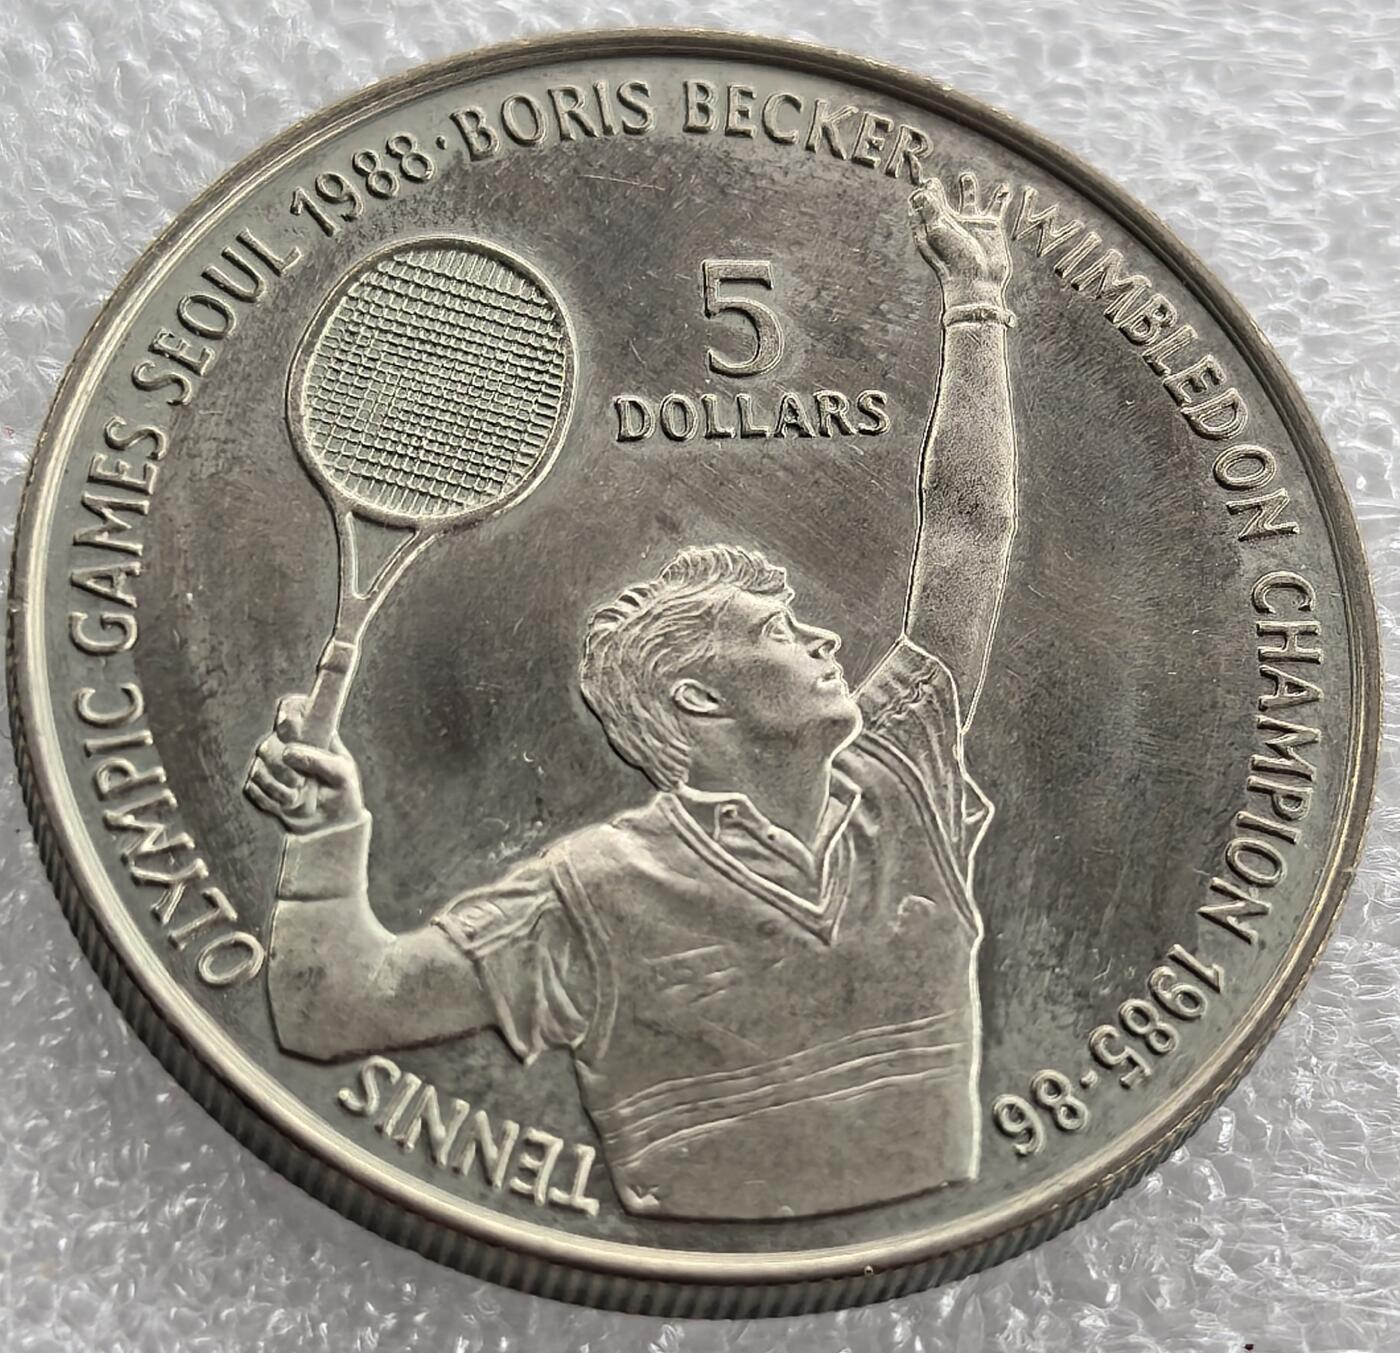 TENNIS OLYMPIC GAMES SEOUL 1988·BORIS BECKER WIMBLEDON CHAMPION 1985-86
5
DOLLARS